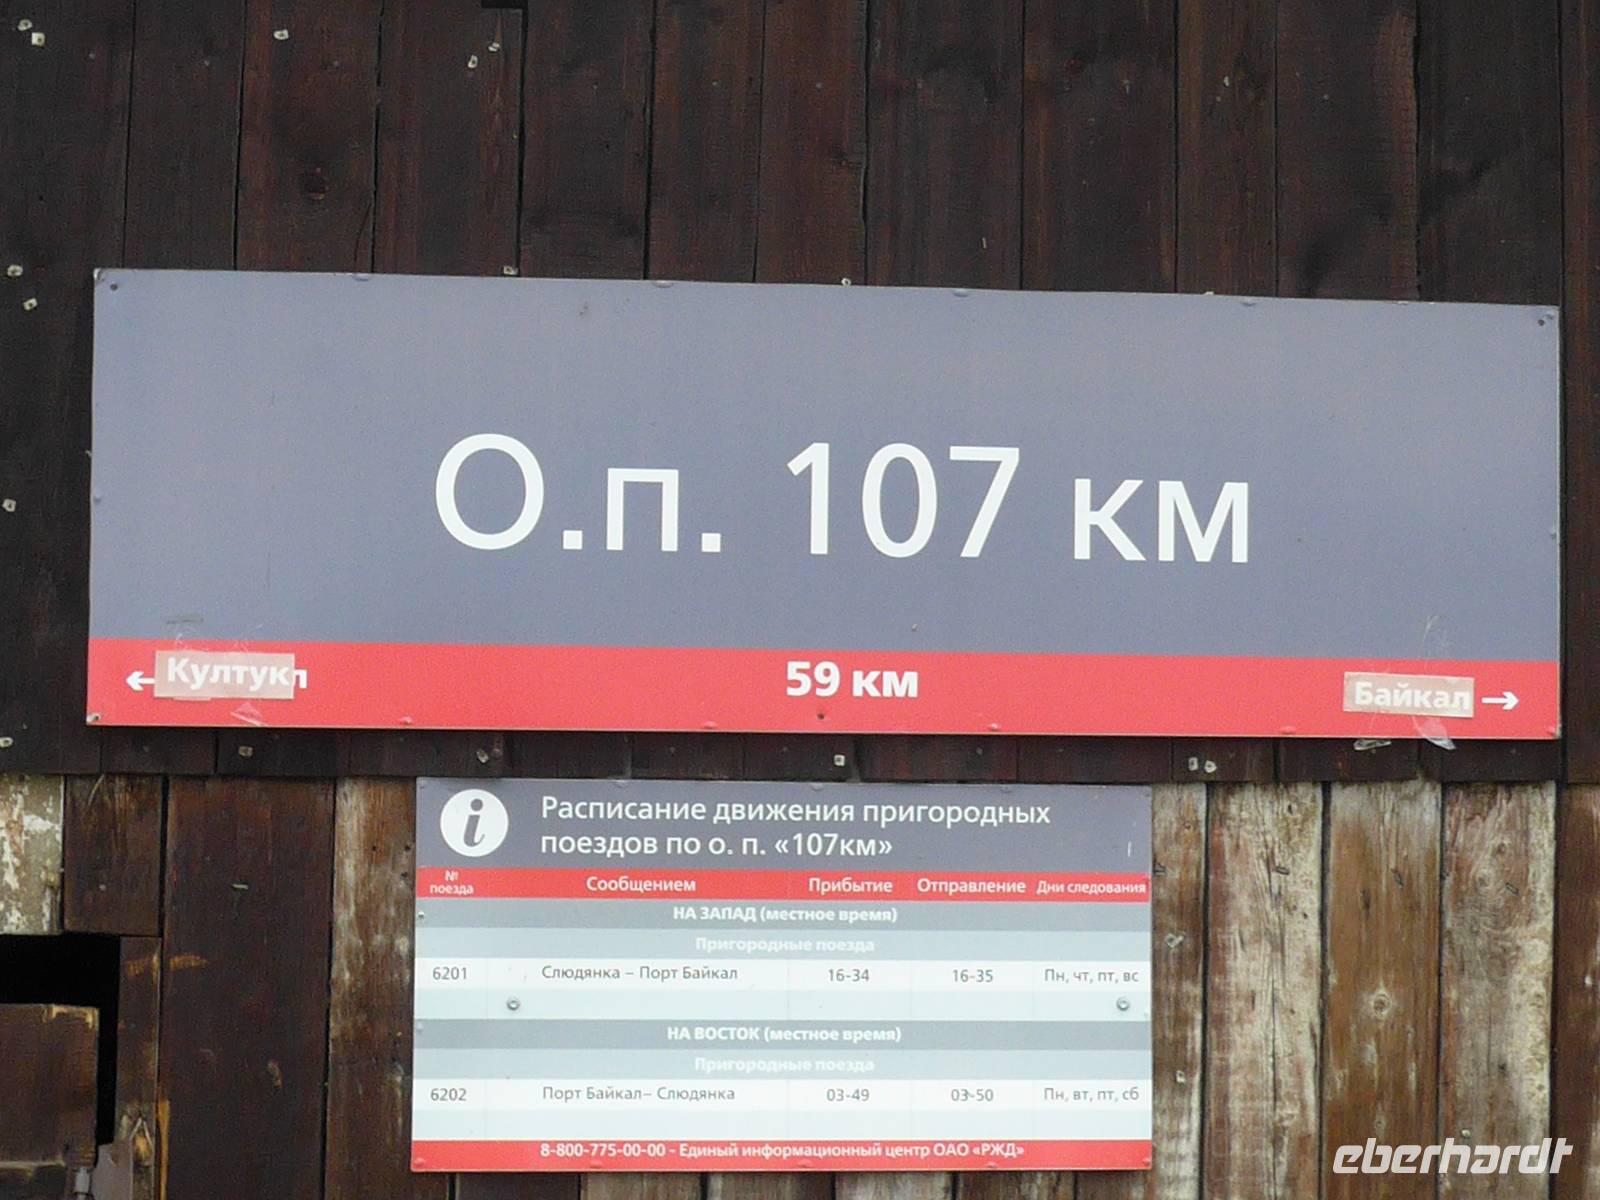 О.п. 107 км
← Култукл 59 км Байкал →
i
Расписание движения пригородных
поездов по о. п. «107км»
№ поезда Сообщением Прибытие Отправление Дни следования
НА ЗАПАД (местное время)
Пригородные поезда
6201 Слюдянка – Порт Байкал 16-34 16-35 Пн, чт, пт, вс
НА ВОСТОК (местное время)
Пригородные поезда
6202 Порт Байкал– Слюдянка 03-49 03-50 Пн, вт, пт, сб
8-800-775-00-00 - Единый информационный центр ОАО «РЖД»
eberhardt